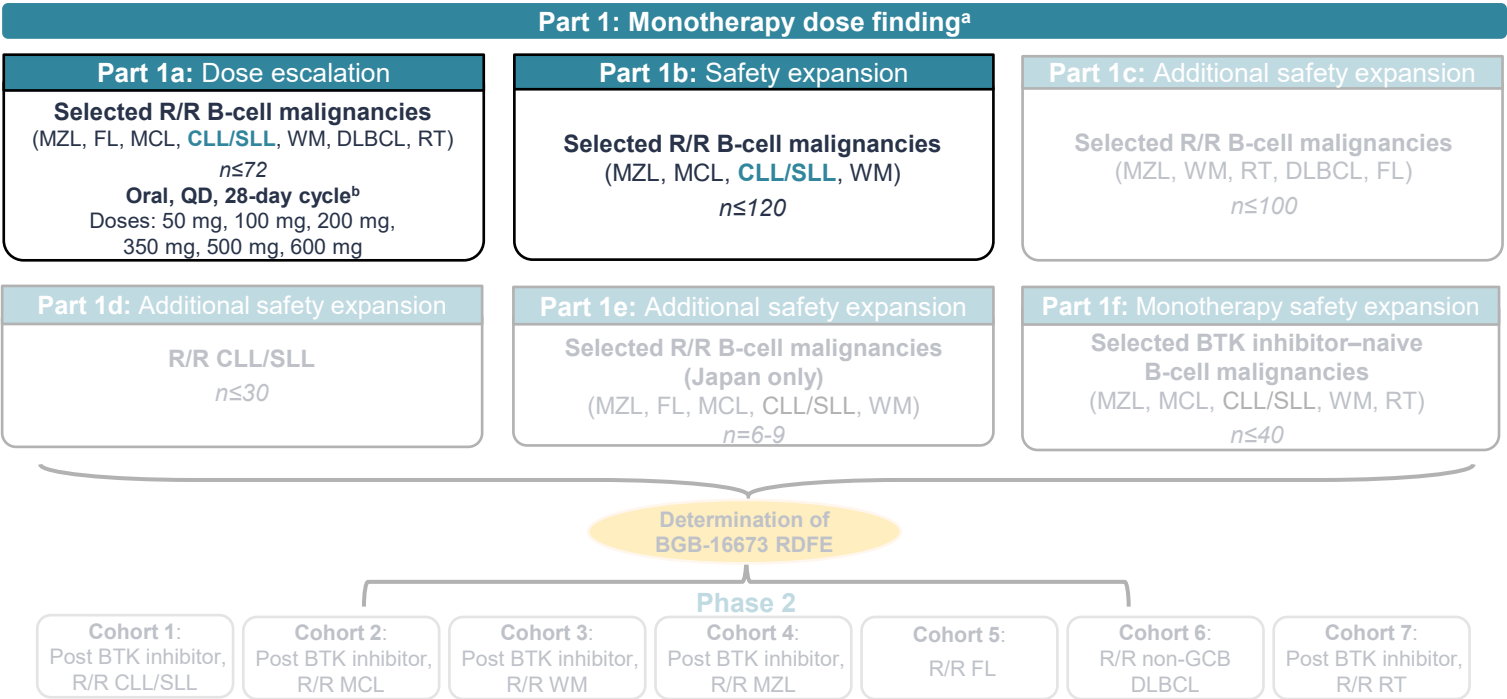 Part 1: Monotherapy dose findingᵃ
Part 1a: Dose escalation
Selected R/R B-cell malignancies
(MZL, FL, MCL, CLL/SLL, WM, DLBCL, RT)
n≤72
Oral, QD, 28-day cycleᵇ
Doses: 50 mg, 100 mg, 200 mg,
350 mg, 500 mg, 600 mg
Part 1b: Safety expansion
Selected R/R B-cell malignancies
(MZL, MCL, CLL/SLL, WM)
n≤120
Part 1c: Additional safety expansion
Selected R/R B-cell malignancies
(MZL, WM, RT, DLBCL, FL)
n≤100
Part 1d: Additional safety expansion
R/R CLL/SLL
n≤30
Part 1e: Additional safety expansion
Selected R/R B-cell malignancies
(Japan only)
(MZL, FL, MCL, CLL/SLL, WM)
n=6-9
Part 1f: Monotherapy safety expansion
Selected BTK inhibitor–naive
B-cell malignancies
(MZL, MCL, CLL/SLL, WM, RT)
n≤40
Determination of
BGB-16673 RDFE
Phase 2
Cohort 1:
Post BTK inhibitor,
R/R CLL/SLL
Cohort 2:
Post BTK inhibitor,
R/R MCL
Cohort 3:
Post BTK inhibitor,
R/R WM
Cohort 4:
Post BTK inhibitor,
R/R MZL
Cohort 5:
R/R FL
Cohort 6:
R/R non-GCB
DLBCL
Cohort 7:
Post BTK inhibitor,
R/R RT